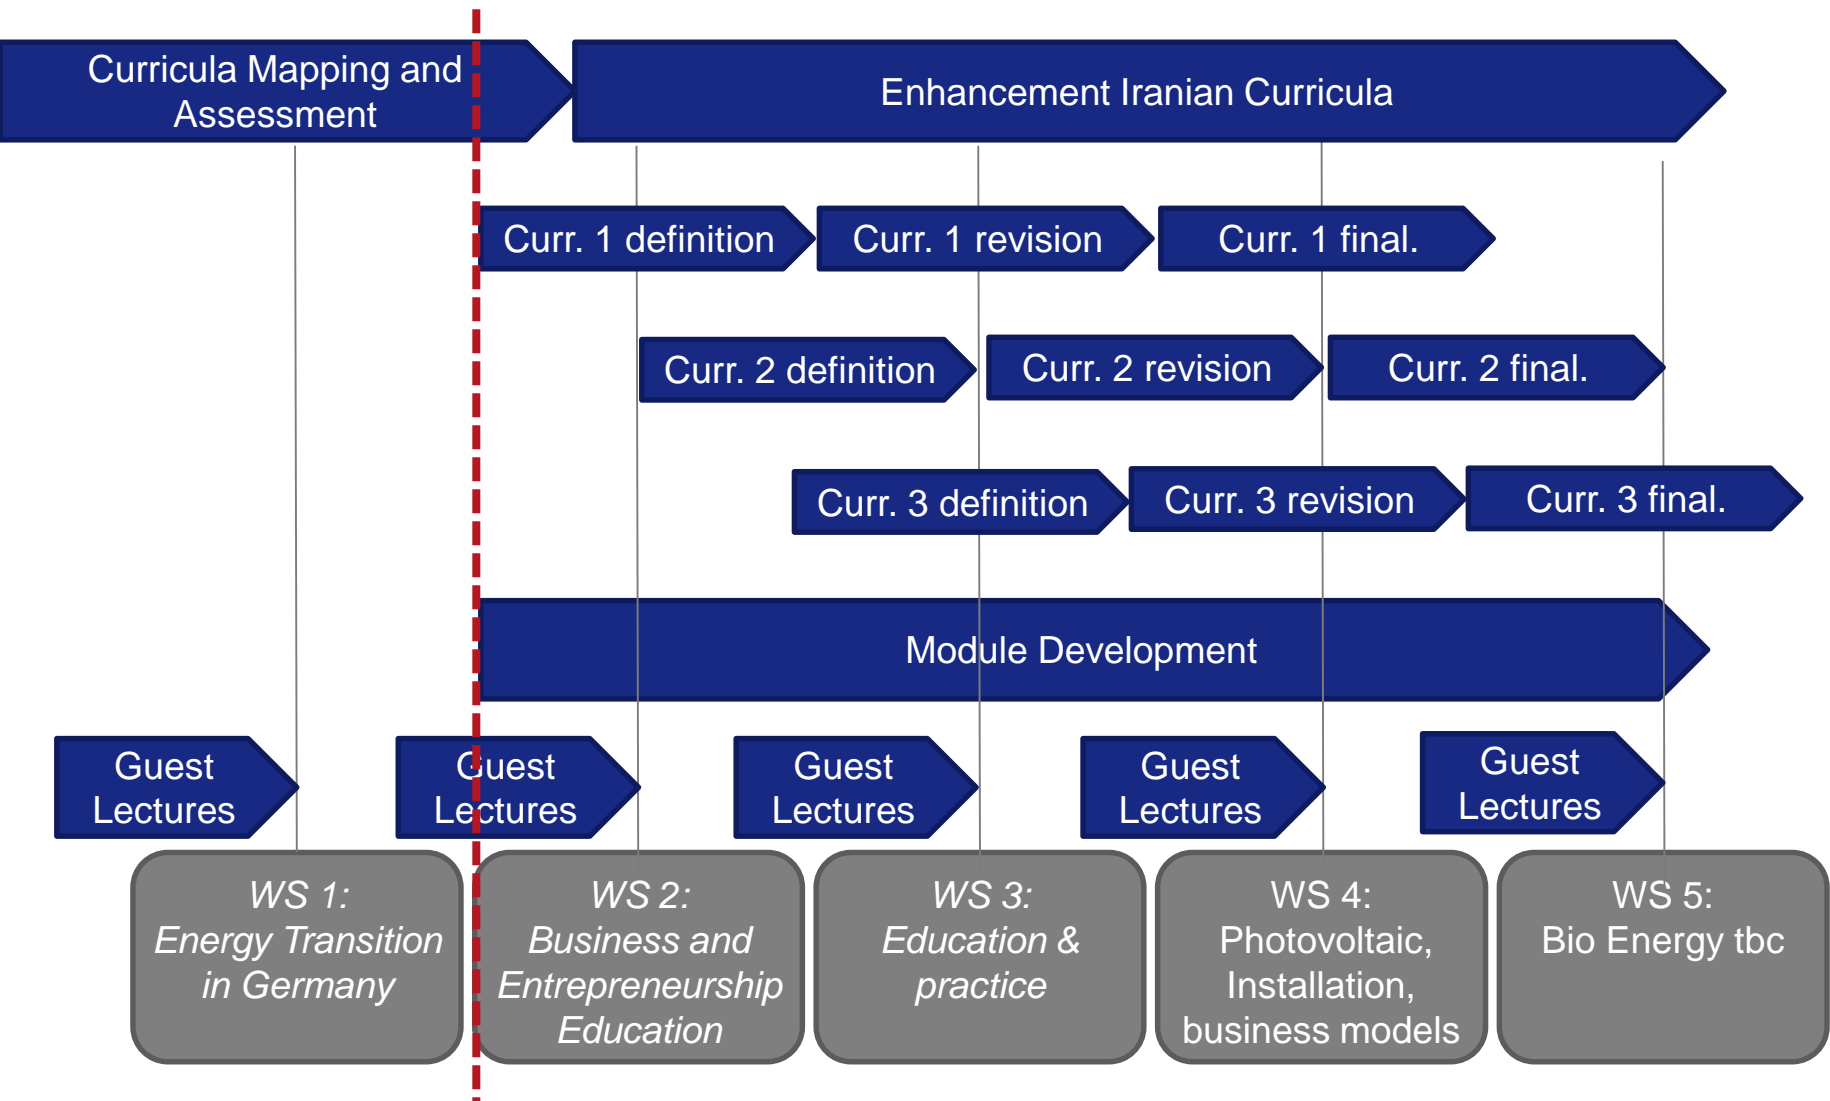 Curricula Mapping and
Assessment
Enhancement Iranian Curricula
Curr. 1 definition
Curr. 1 revision
Curr. 1 final.
Curr. 2 definition
Curr. 2 revision
Curr. 2 final.
Curr. 3 definition
Curr. 3 revision
Curr. 3 final.
Module Development
Guest
Lectures
Guest
Lectures
Guest
Lectures
Guest
Lectures
Guest
Lectures
WS 1:
Energy Transition
in Germany
WS 2:
Business and
Entrepreneurship
Education
WS 3:
Education &
practice
WS 4:
Photovoltaic,
Installation,
business models
WS 5:
Bio Energy tbc